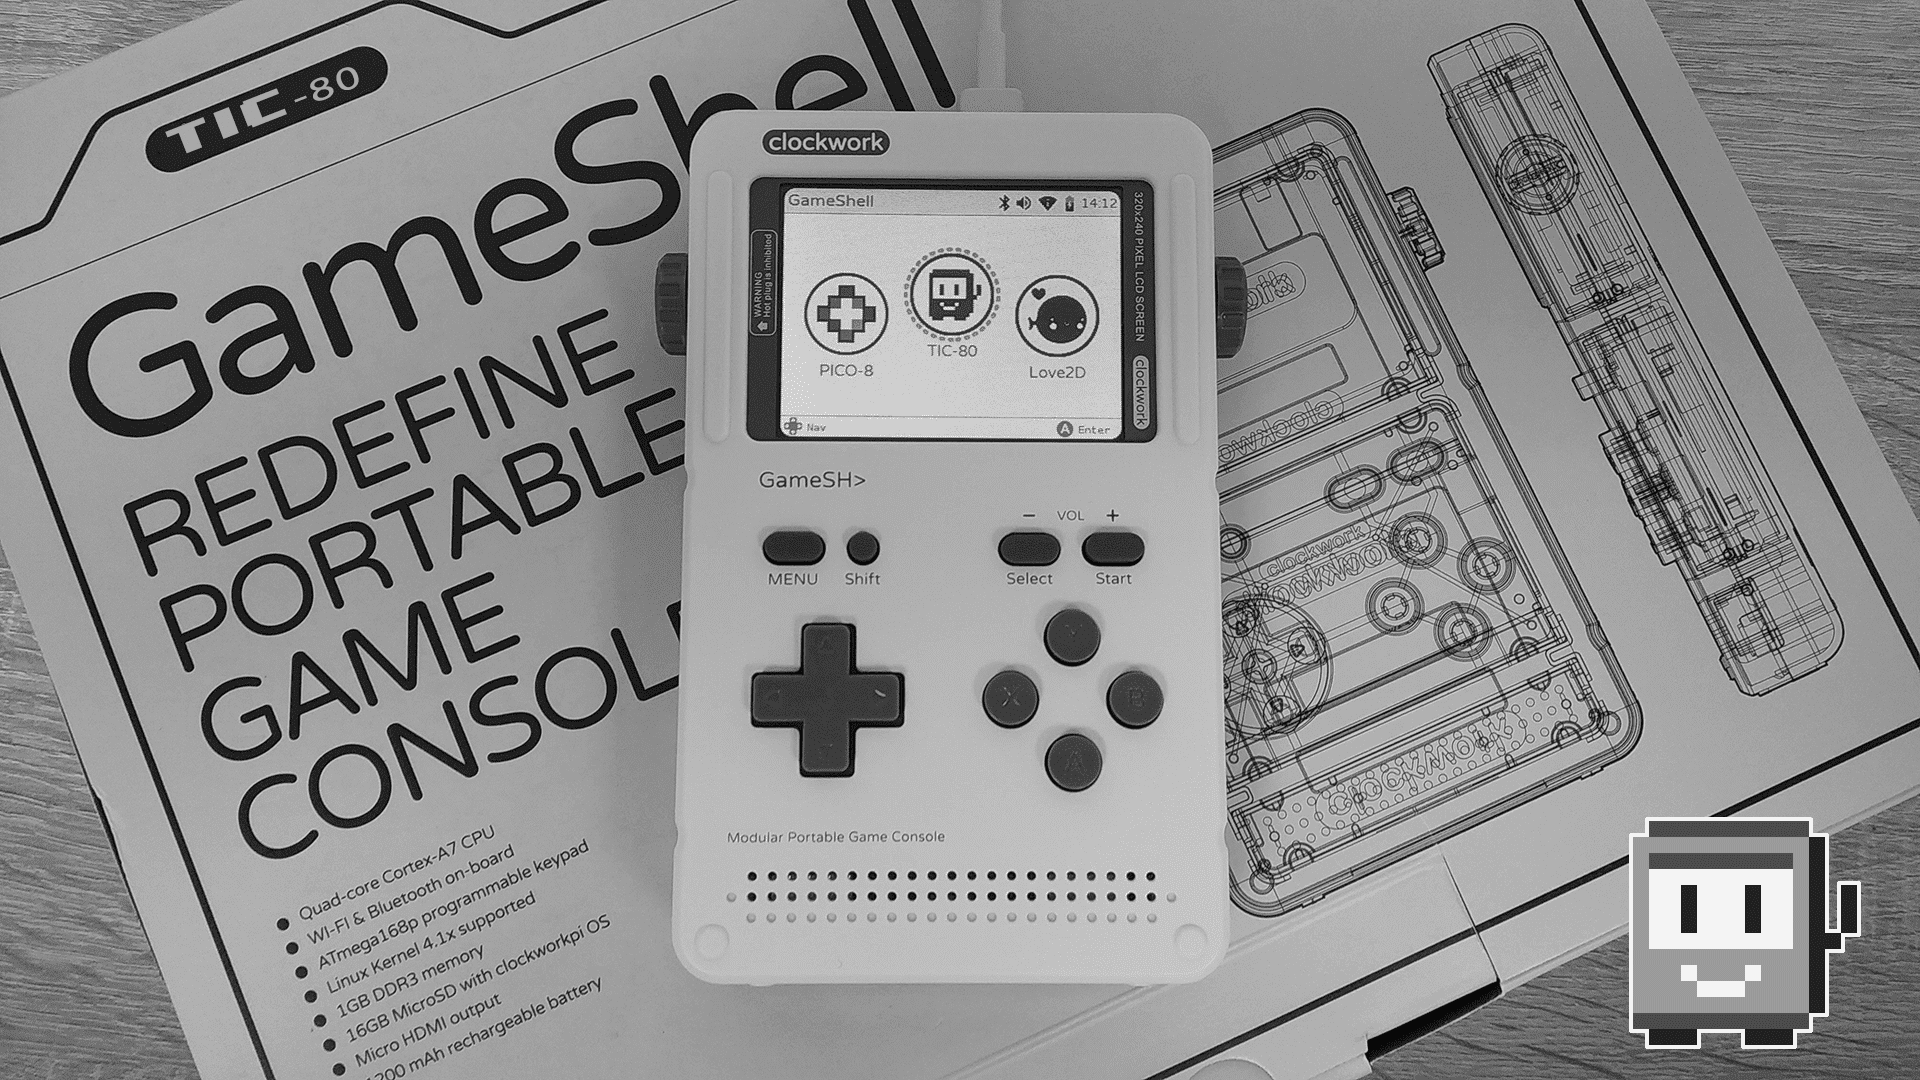 TIC-80
GameShell
REDEFINE
PORTABLE
GAME
CONSOL
Quad-core Cortex-A7 CPU
WI-FI & Bluetooth on-board
ATmega168p programmable keypad
Linux Kernel 4.1x supported
1GB DDR3 memory
16GB MicroSD with clockworkpi OS
Micro HDMI output
1200 mAh rechargeable battery
clockwork
WARNING
Hot plug is inhibited
GameShell
14:12
PICO-8
TIC-80
Love2D
Nav
A Enter
320x240 PIXEL LCD SCREEN
clockwork
GameSH>
- VOL +
MENU
Shift
Select
Start
Y
X
B
A
Modular Portable Game Console
clockwork
clockwork
clockwork